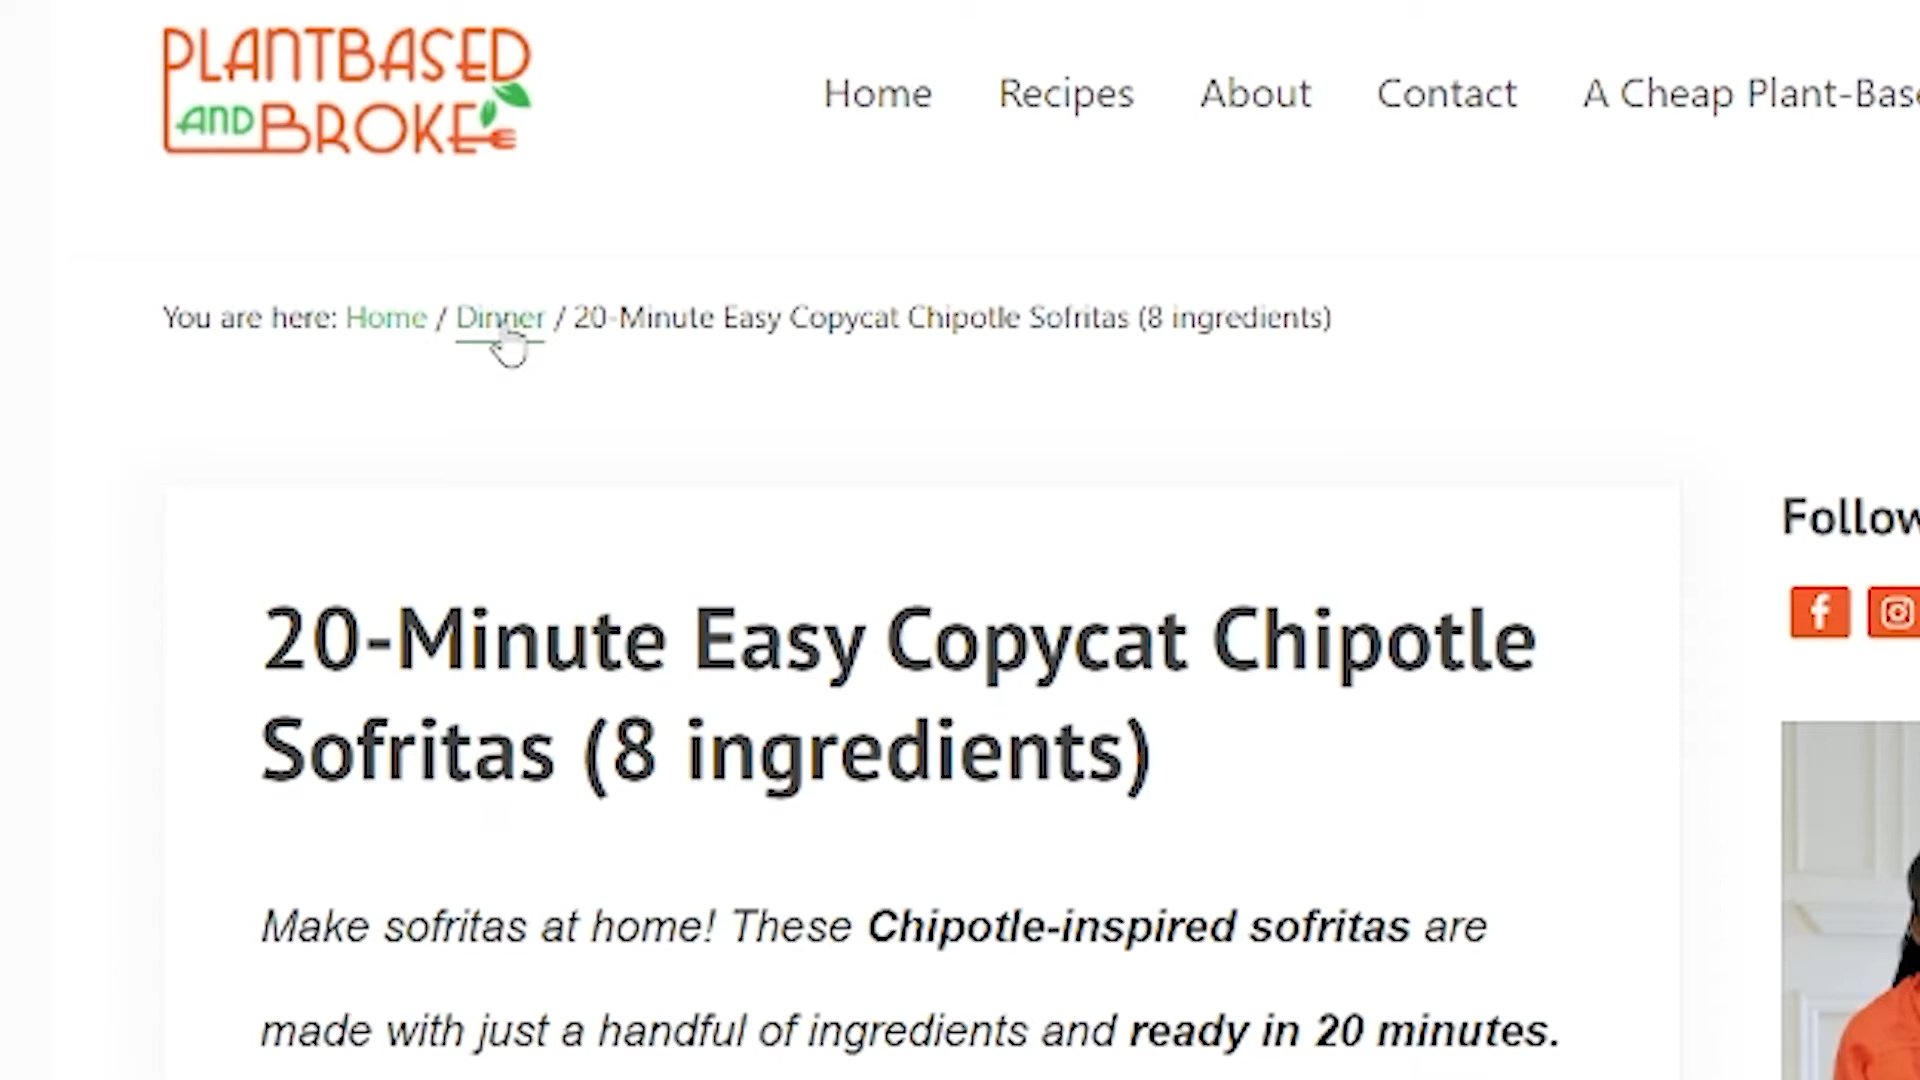 PLANTBASED
AND BROKE
Home Recipes About Contact A Cheap Plant-Base
You are here: Home / Dinner / 20-Minute Easy Copycat Chipotle Sofritas (8 ingredients)
20-Minute Easy Copycat Chipotle
Sofritas (8 ingredients)
Follow
Make sofritas at home! These Chipotle-inspired sofritas are
made with just a handful of ingredients and ready in 20 minutes.